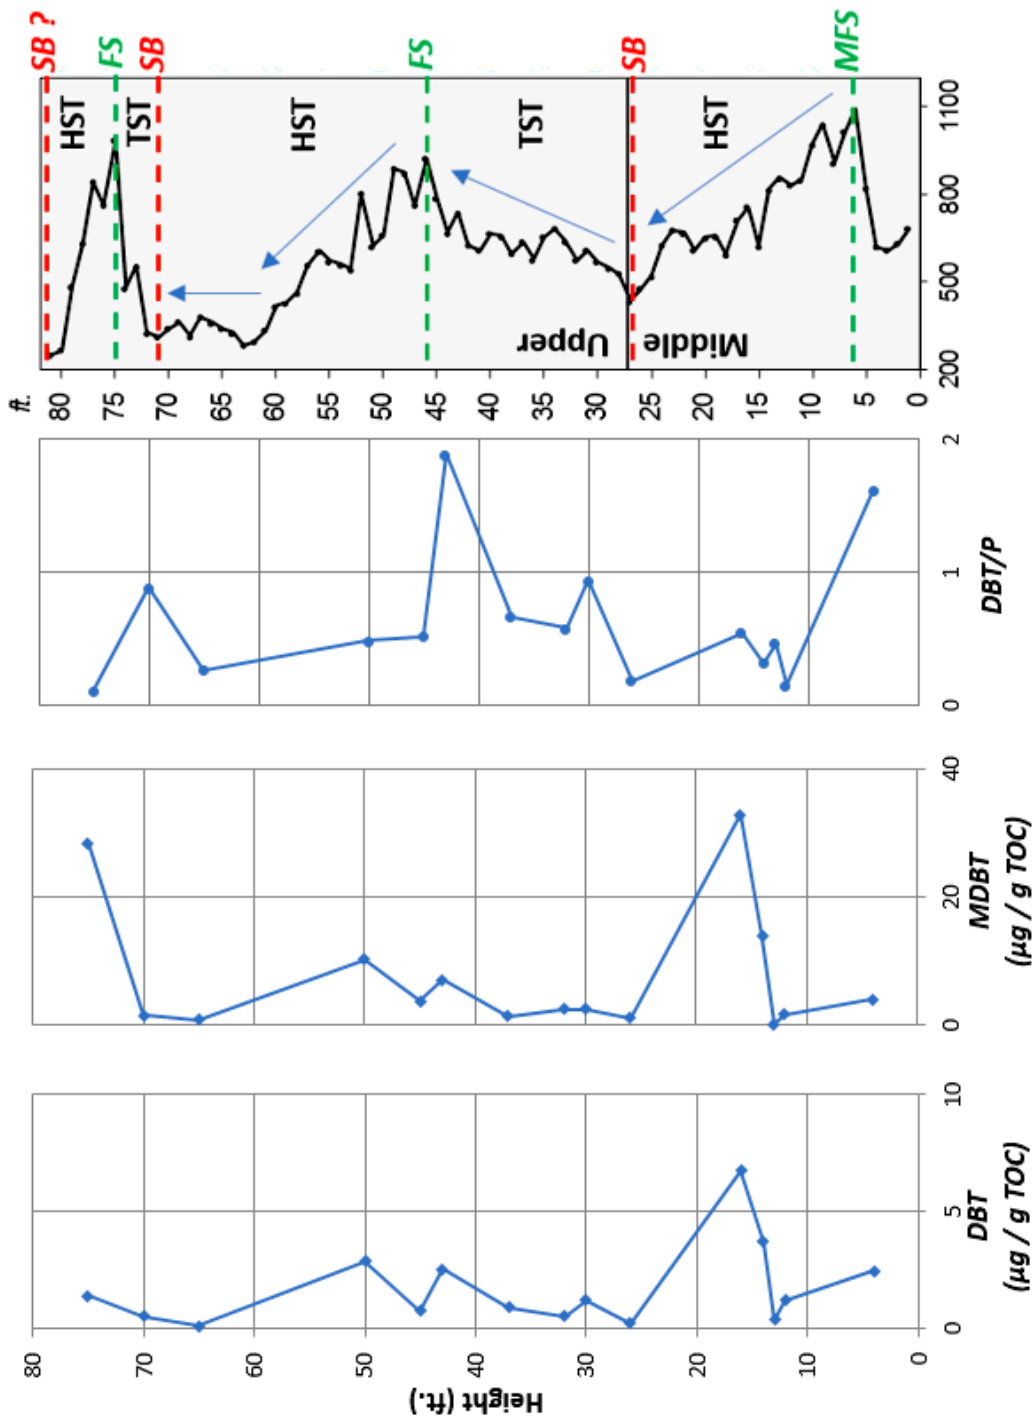 Height (ft.)
80
70
60
50
40
30
20
10
0
0
5
10
DBT
(µg / g TOC)
0
20
40
MDBT
(µg / g TOC)
0
1
2
DBT/P
ft.
80
75
70
65
60
55
50
45
40
35
30
25
20
15
10
5
0
200
500
800
1100
Upper
Middle
HST
TST
HST
TST
HST
SB ?
FS
SB
FS
SB
MFS